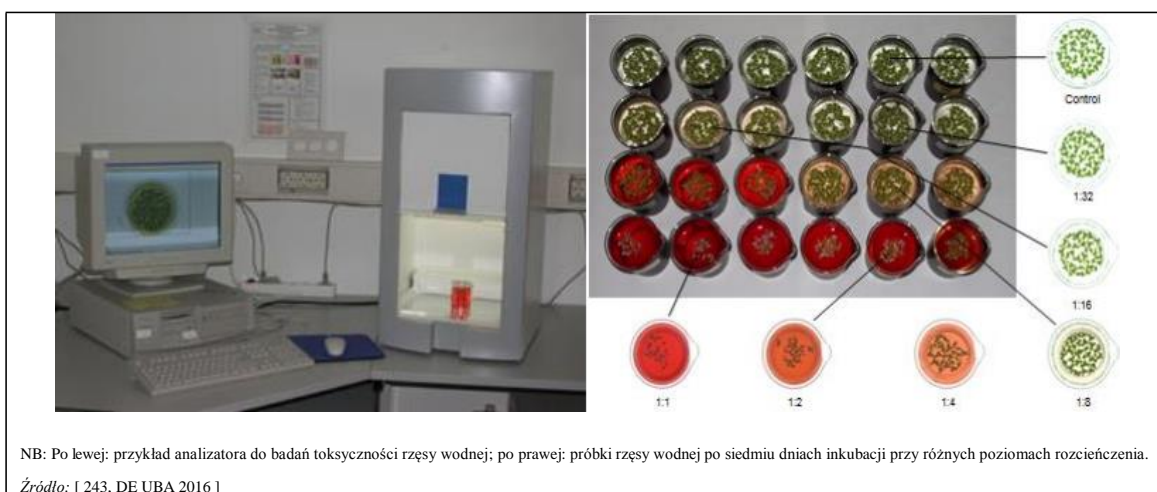 Control
1:32
1:16
1:1
1:2
1:4
1:8
NB: Po lewej: przykład analizatora do badań toksyczności rzęsy wodnej; po prawej: próbki rzęsy wodnej po siedmiu dniach inkubacji przy różnych poziomach rozcieńczenia.
Źródło: [ 243, DE UBA 2016 ]